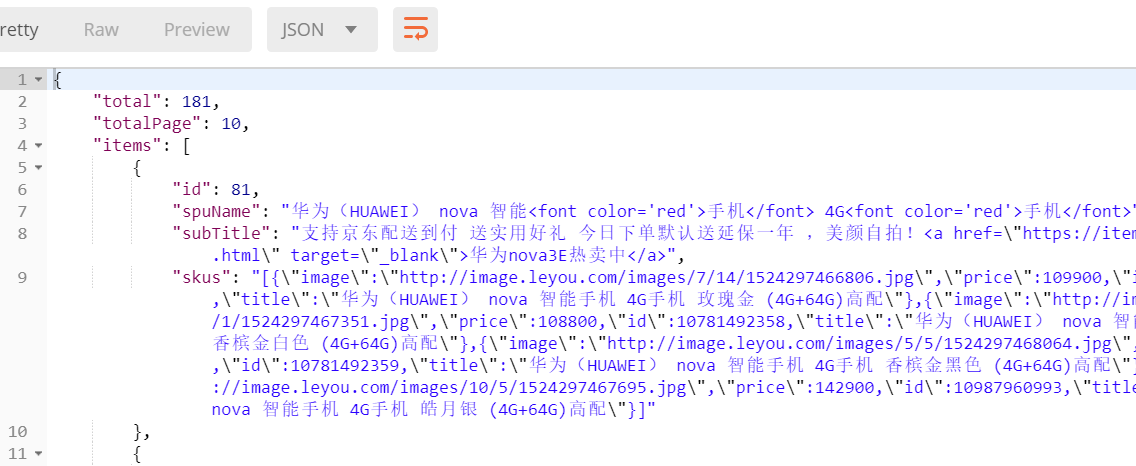 retty Raw Preview JSON
1 {
2 "total": 181,
3 "totalPage": 10,
4 "items": [
5 {
6 "id": 81,
7 "spuName": "华为（HUAWEI） nova 智能<font color='red'>手机</font> 4G<font color='red'>手机</font>"
8 "subTitle": "支持京东配送到付 送实用好礼 今日下单默认送延保一年 ，美颜自拍！<a href=\"https://item
.html\" target=\"_blank\">华为nova3E热卖中</a>",
9 "skus": "[{\"image\":\"http://image.leyou.com/images/7/14/1524297466806.jpg\",\"price\":109900,\"i
,\"title\":\"华为（HUAWEI） nova 智能手机 4G手机 玫瑰金 (4G+64G)高配\"},{\"image\":\"http://im
/1/1524297467351.jpg\",\"price\":108800,\"id\":10781492358,\"title\":\"华为（HUAWEI） nova 智能
香槟金白色 (4G+64G)高配\"},{\"image\":\"http://image.leyou.com/images/5/5/1524297468064.jpg\",
,\"id\":10781492359,\"title\":\"华为（HUAWEI） nova 智能手机 4G手机 香槟金黑色 (4G+64G)高配\"}
://image.leyou.com/images/10/5/1524297467695.jpg\",\"price\":142900,\"id\":10987960993,\"titl
nova 智能手机 4G手机 皓月银 (4G+64G)高配\"}]"
10 },
11 {